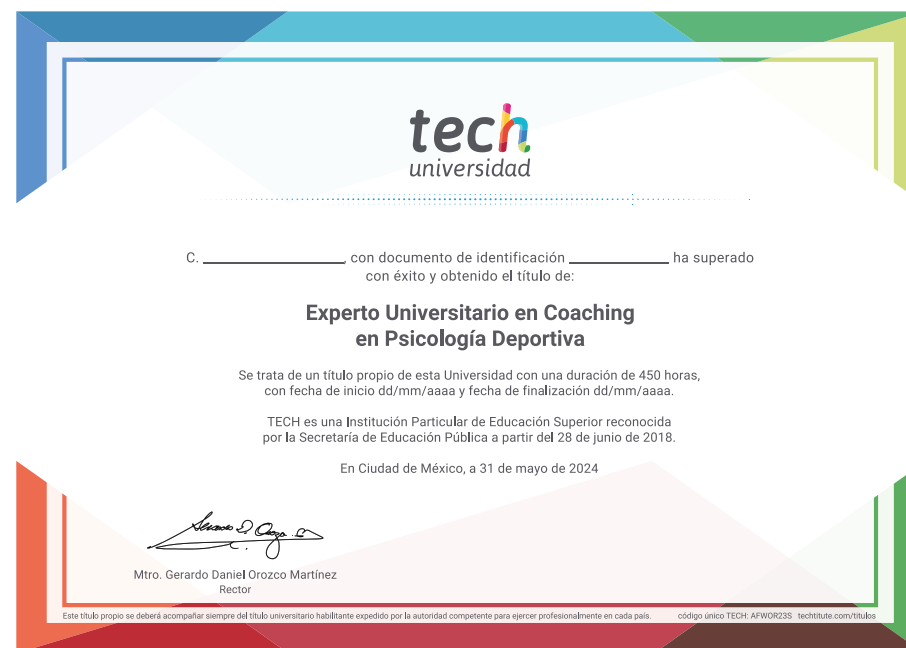 tech
universidad
C. ____________, con documento de identificación ____________ ha superado
con éxito y obtenido el título de:
Experto Universitario en Coaching
en Psicología Deportiva
Se trata de un título propio de esta Universidad con una duración de 450 horas,
con fecha de inicio dd/mm/aaaa y fecha de finalización dd/mm/aaaa.
TECH es una Institución Particular de Educación Superior reconocida
por la Secretaría de Educación Pública a partir del 28 de junio de 2018.
En Ciudad de México, a 31 de mayo de 2024
Mtro. Gerardo Daniel Orozco Martínez
Rector
Este título propio se deberá acompañar siempre del título universitario habilitante expedido por la autoridad competente para ejercer profesionalmente en cada país. código único TECH: AFWOR23S techtitute.com/titulos